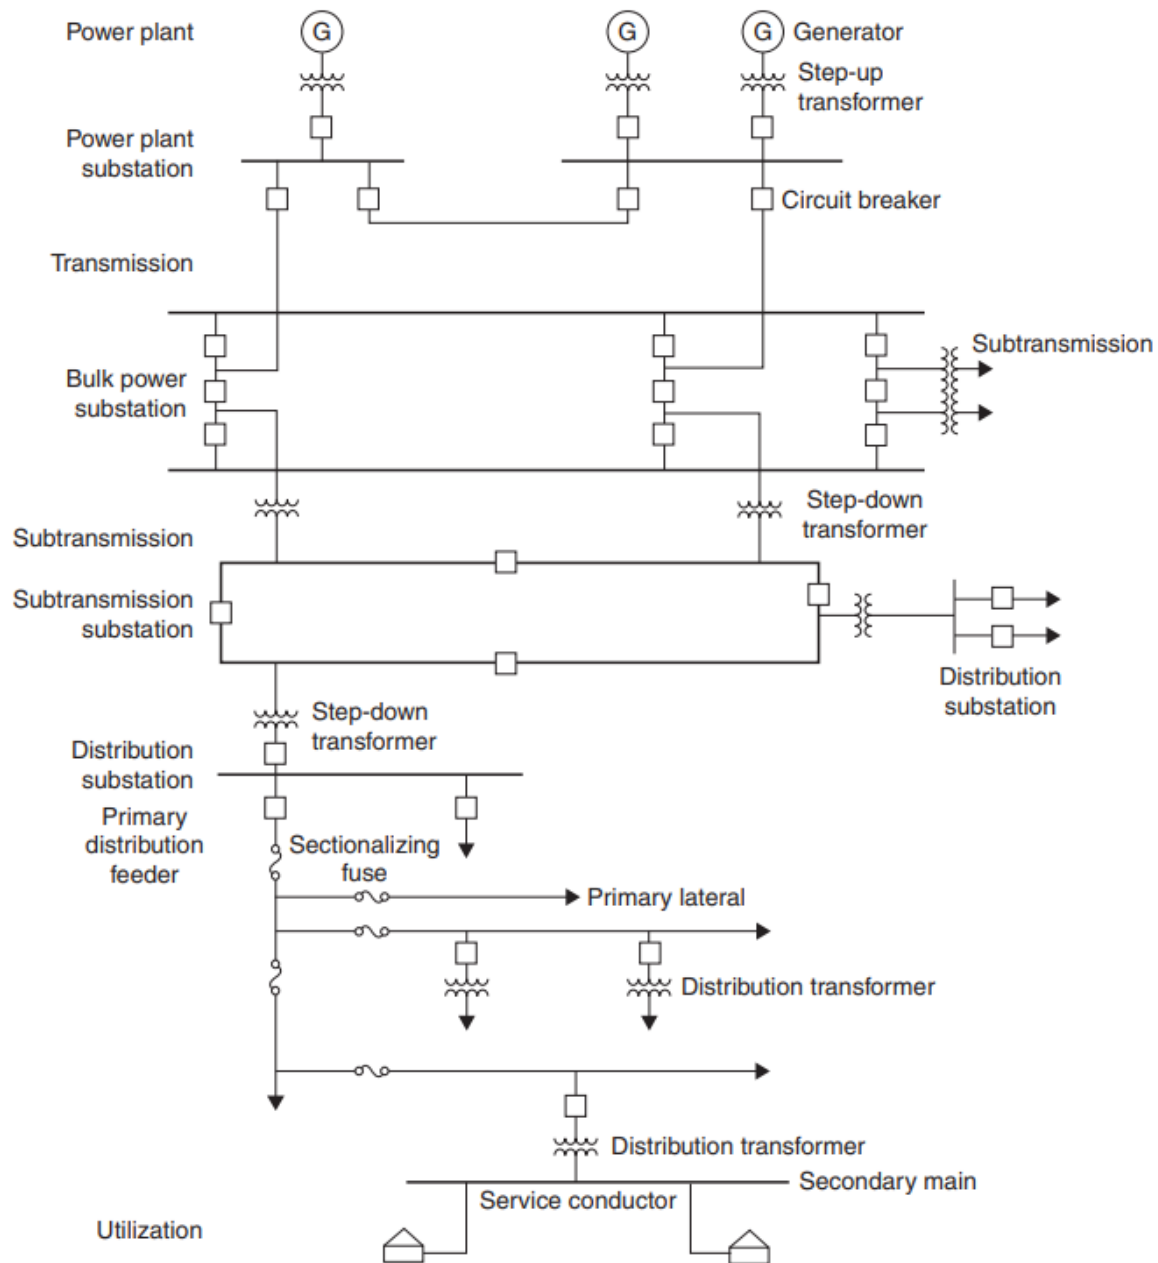 Power plant
G
G
G
Generator
Step-up
transformer
Power plant
substation
Circuit breaker
Transmission
Subtransmission
Bulk power
substation
Step-down
transformer
Subtransmission
Subtransmission
substation
Distribution
substation
Step-down
transformer
Distribution
substation
Primary
distribution
feeder
Sectionalizing
fuse
Primary lateral
Distribution transformer
Distribution transformer
Secondary main
Service conductor
Utilization